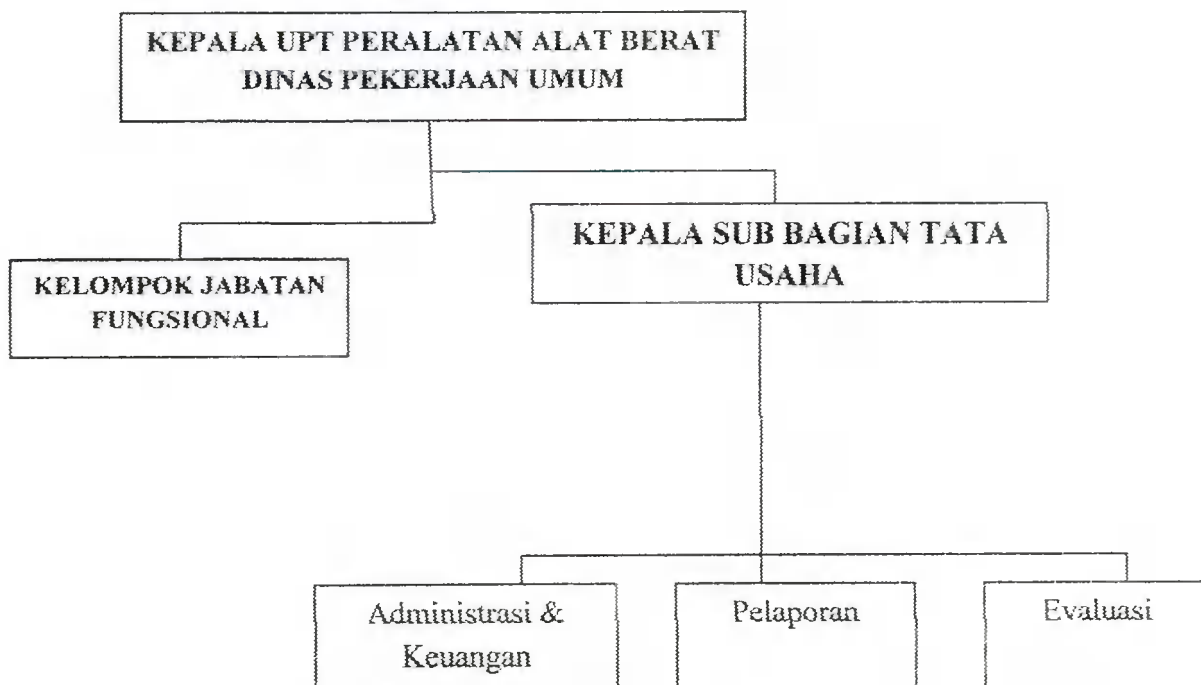 KEPALA UPT PERALATAN ALAT BERAT
DINAS PEKERJAAN UMUM
KEPALA SUB BAGIAN TATA
USAHA
KELOMPOK JABATAN
FUNGSIONAL
Administrasi &
Keuangan
Pelaporan
Evaluasi